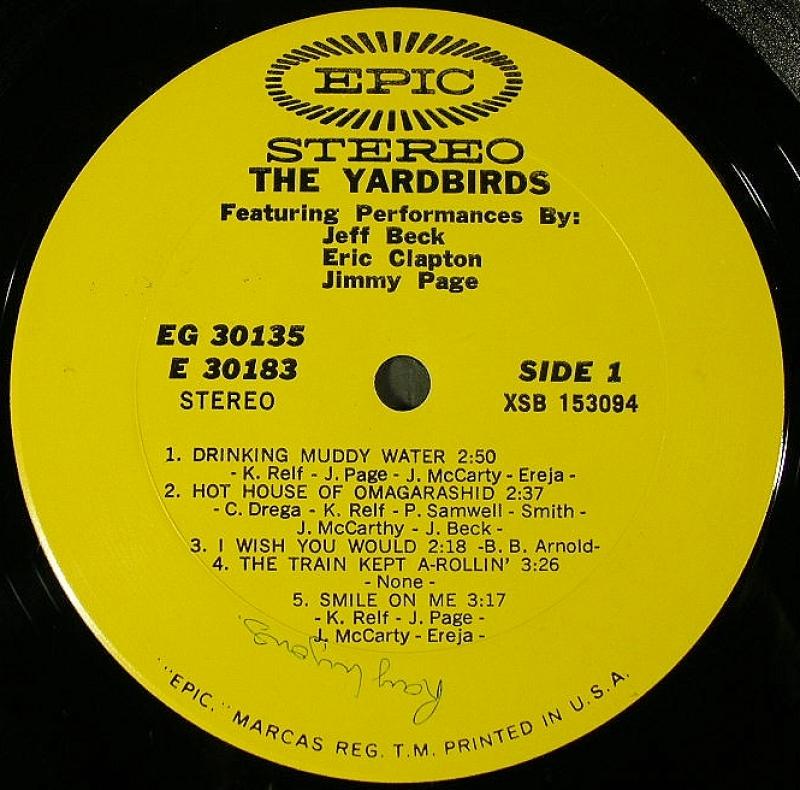 EPIC
STEREO
THE YARDBIRDS
Featuring Performances By:
Jeff Beck
Eric Clapton
Jimmy Page
EG 30135
E 30183
STEREO
SIDE 1
XSB 153094
1. DRINKING MUDDY WATER 2:50
- K. Relf - J. Page - J. McCarty - Ereja -
2. HOT HOUSE OF OMAGARASHID 2:37
- C. Drega - K. Relf - P. Samwell - Smith -
J. McCarthy - J. Beck -
3. I WISH YOU WOULD 2:18 -B. B. Arnold-
4. THE TRAIN KEPT A-ROLLIN' 3:26
- None -
5. SMILE ON ME 3:17
- K. Relf - J. Page -
J. McCarty - Ereja -
Ray
"EPIC," MARCAS REG. T.M. PRINTED IN U.S.A.